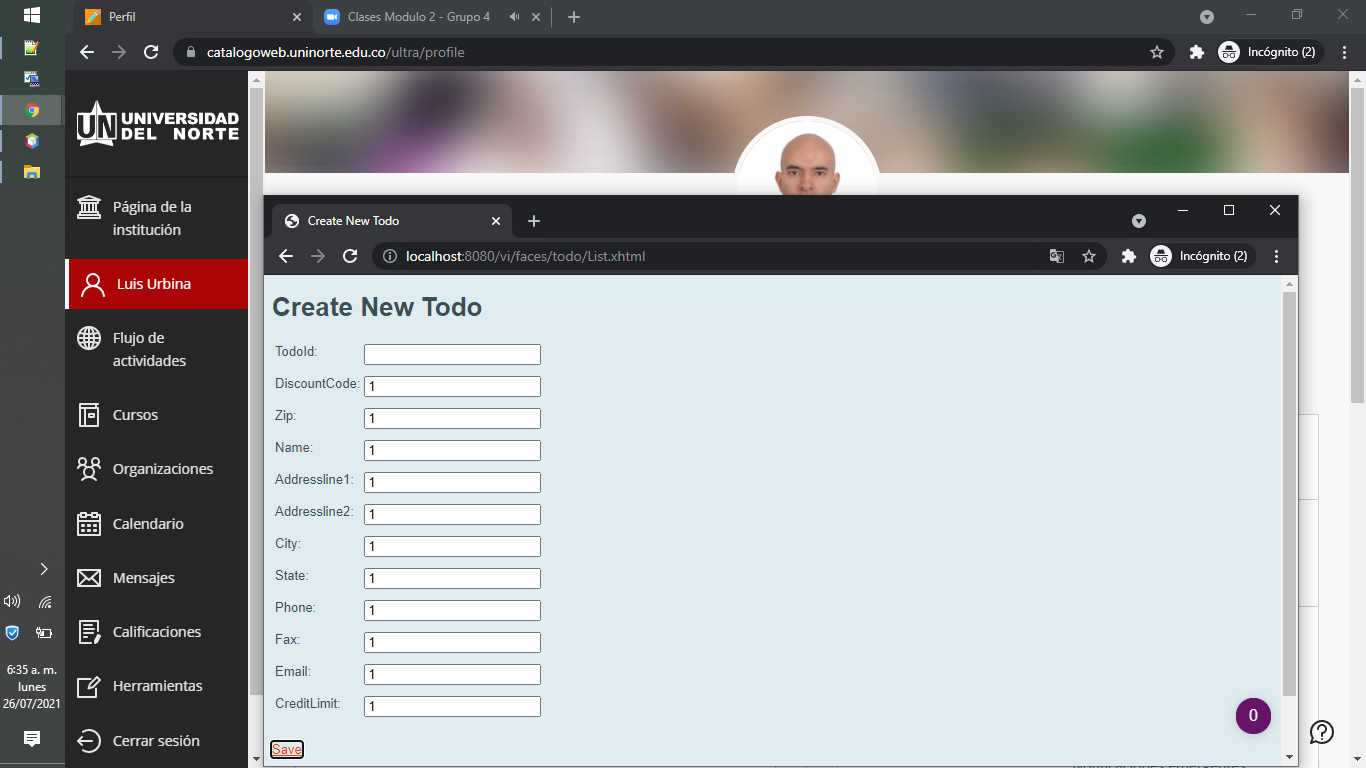 Perfil
Clases Modulo 2 - Grupo 4
catalogoweb.uninorte.edu.co/ultra/profile
Incógnito (2)
UNIVERSIDAD
DEL NORTE
UN
Página de la
institución
Luis Urbina
Flujo de
actividades
Cursos
Organizaciones
Calendario
Mensajes
Calificaciones
Herramientas
Cerrar sesión
Create New Todo
localhost:8080/vi/faces/todo/List.xhtml
Incógnito (2)
Create New Todo
TodoId:
DiscountCode: 1
Zip: 1
Name: 1
Addressline1: 1
Addressline2: 1
City: 1
State: 1
Phone: 1
Fax: 1
Email: 1
CreditLimit: 1
Save
0
6:35 a. m.
lunes
26/07/2021